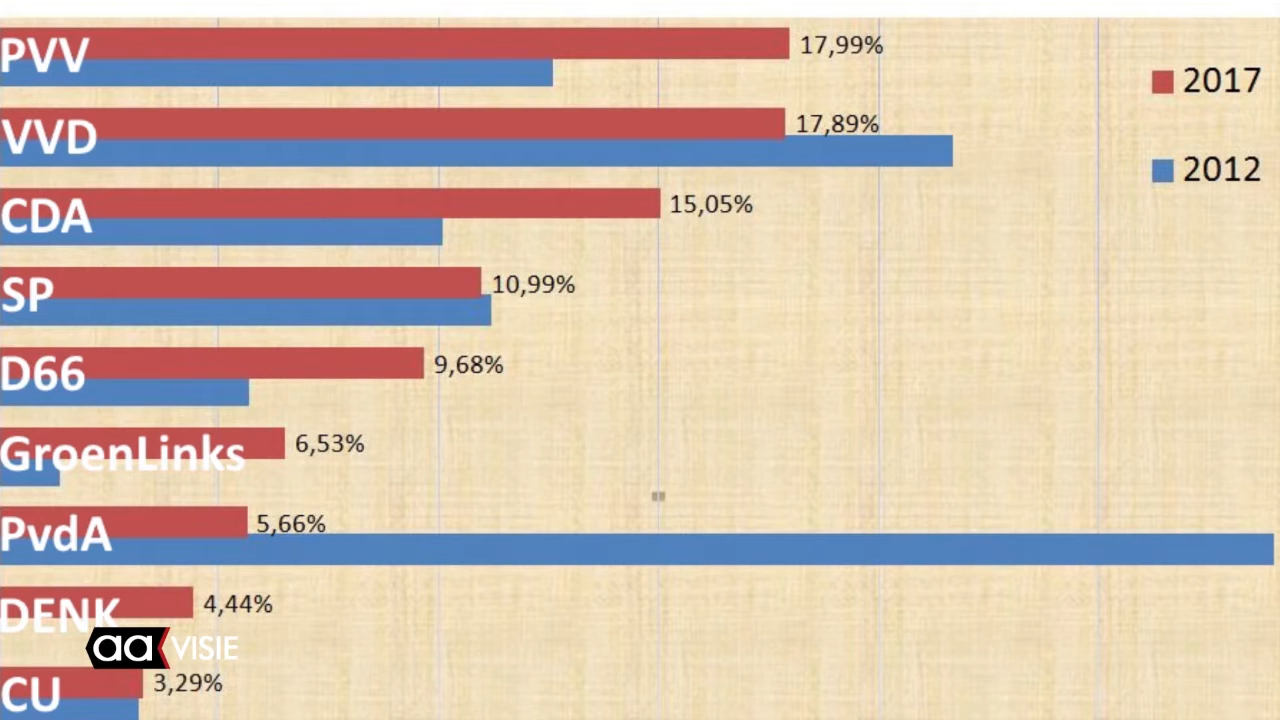 PVV 17,99%
2017
VVD 17,89%
2012
CDA 15,05%
SP 10,99%
D66 9,68%
GroenLinks 6,53%
PvdA 5,66%
DENK 4,44%
aa VISIE
CU 3,29%